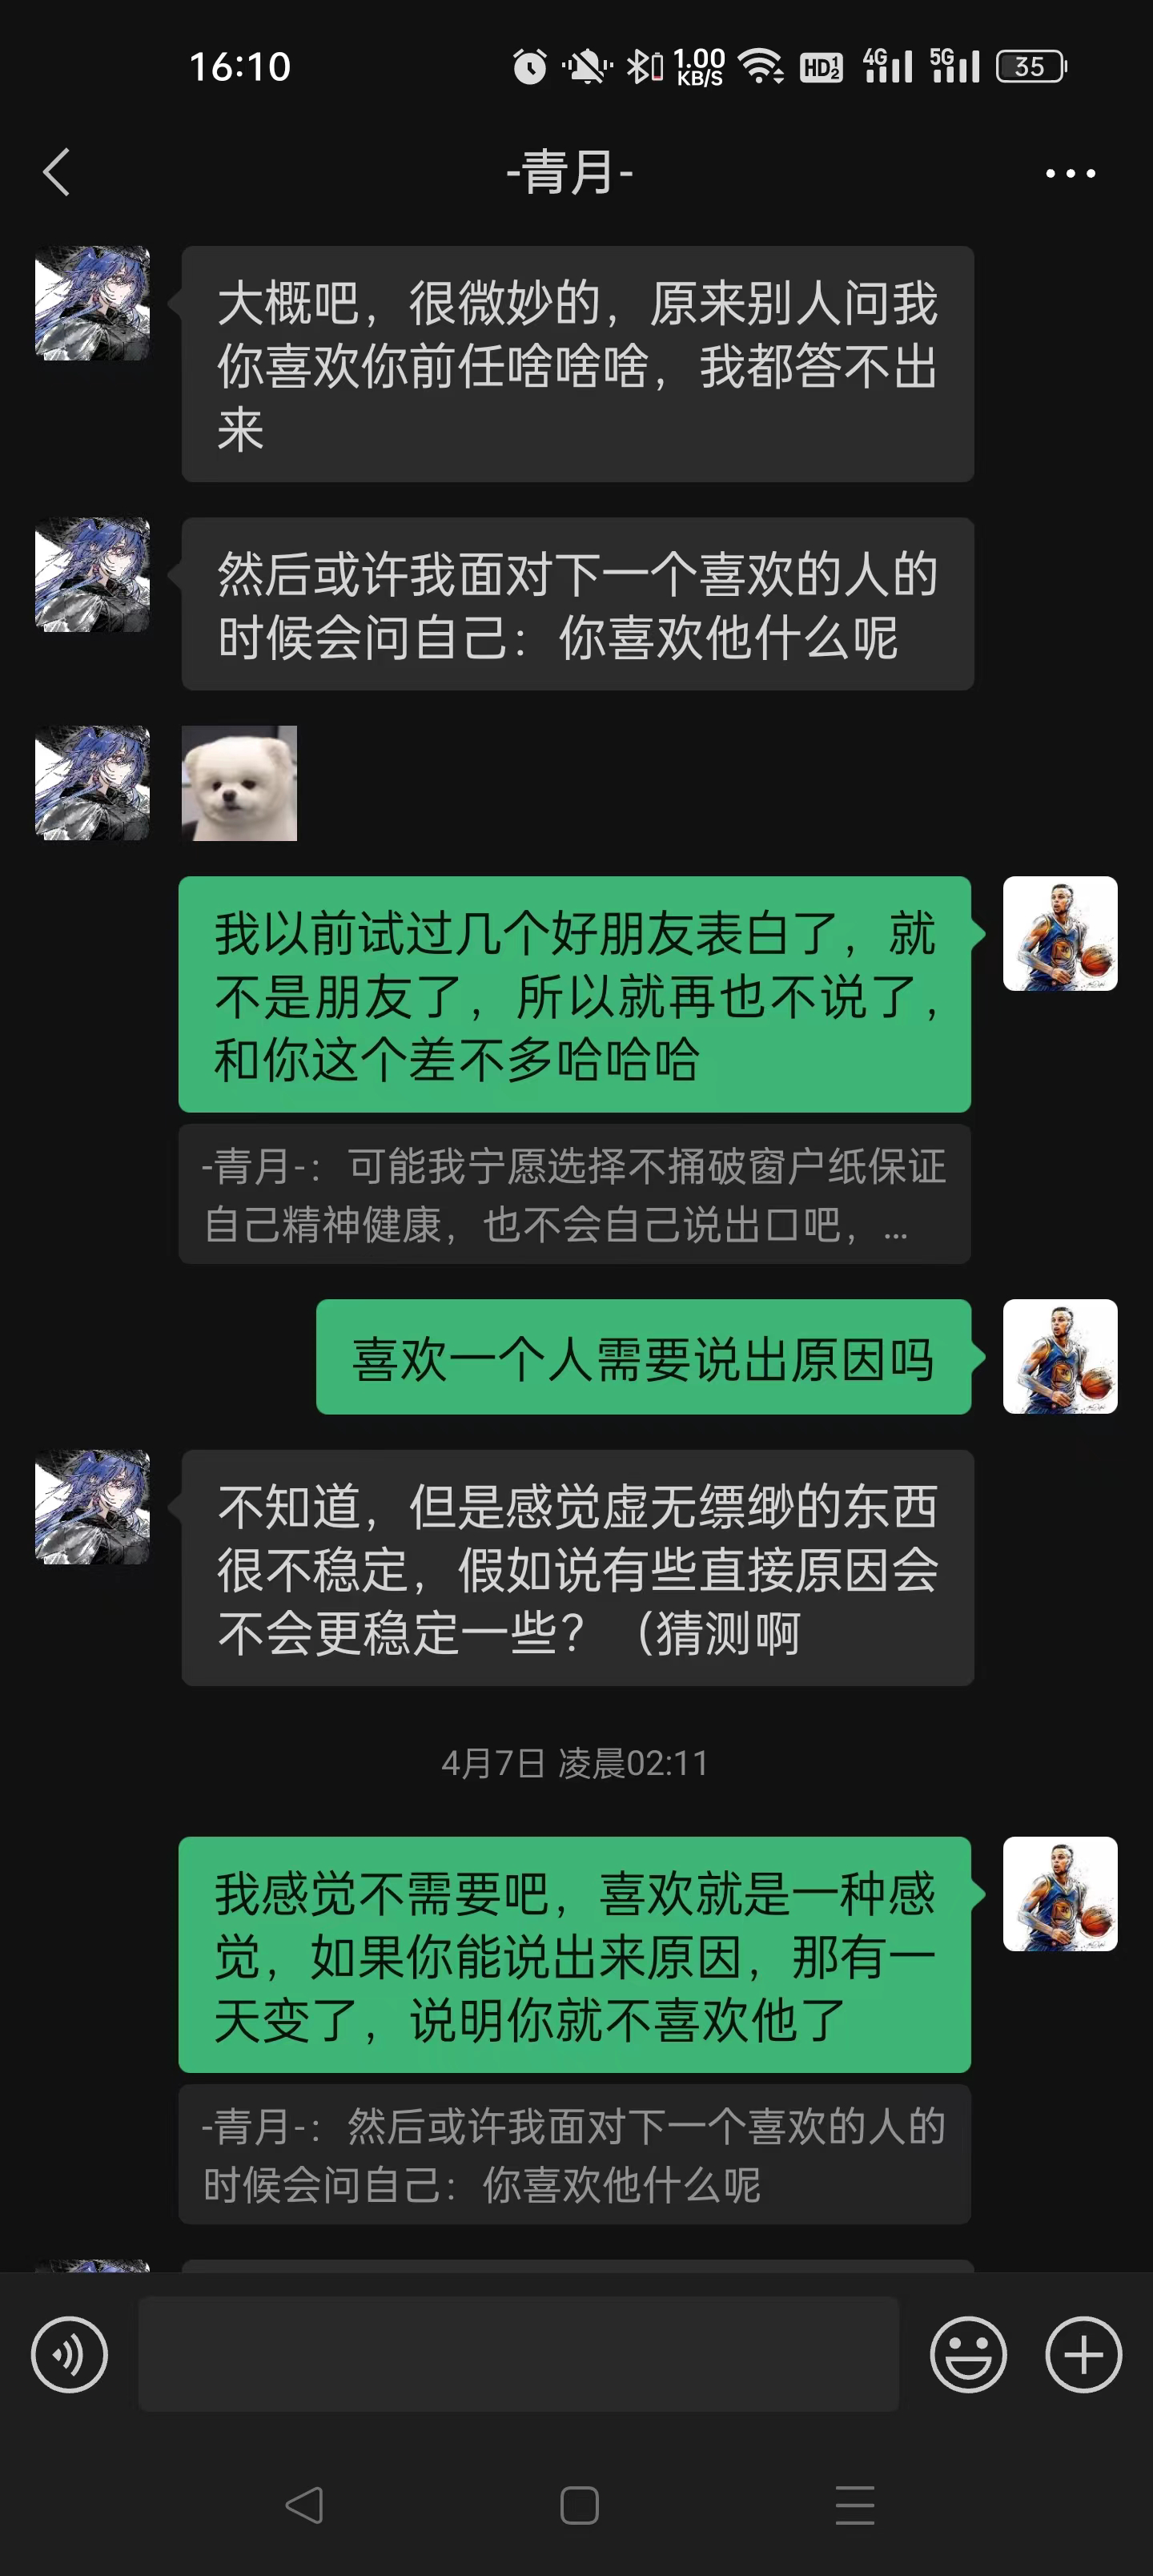 16:10
1.00
KB/S
HD 1 2
4G
5G
35
-青月-
大概吧，很微妙的，原来别人问我
你喜欢你前任啥啥啥，我都答不出
来
然后或许我面对下一个喜欢的人的
时候会问自己：你喜欢他什么呢
我以前试过几个好朋友表白了，就
不是朋友了，所以就再也不说了，
和你这个差不多哈哈哈
-青月-：可能我宁愿选择不捅破窗户纸保证
自己精神健康，也不会自己说出口吧，...
喜欢一个人需要说出原因吗
不知道，但是感觉虚无缥缈的东西
很不稳定，假如说有些直接原因会
不会更稳定一些？（猜测啊
4月7日 凌晨02:11
我感觉不需要吧，喜欢就是一种感
觉，如果你能说出来原因，那有一
天变了，说明你就不喜欢他了
-青月-：然后或许我面对下一个喜欢的人的
时候会问自己：你喜欢他什么呢